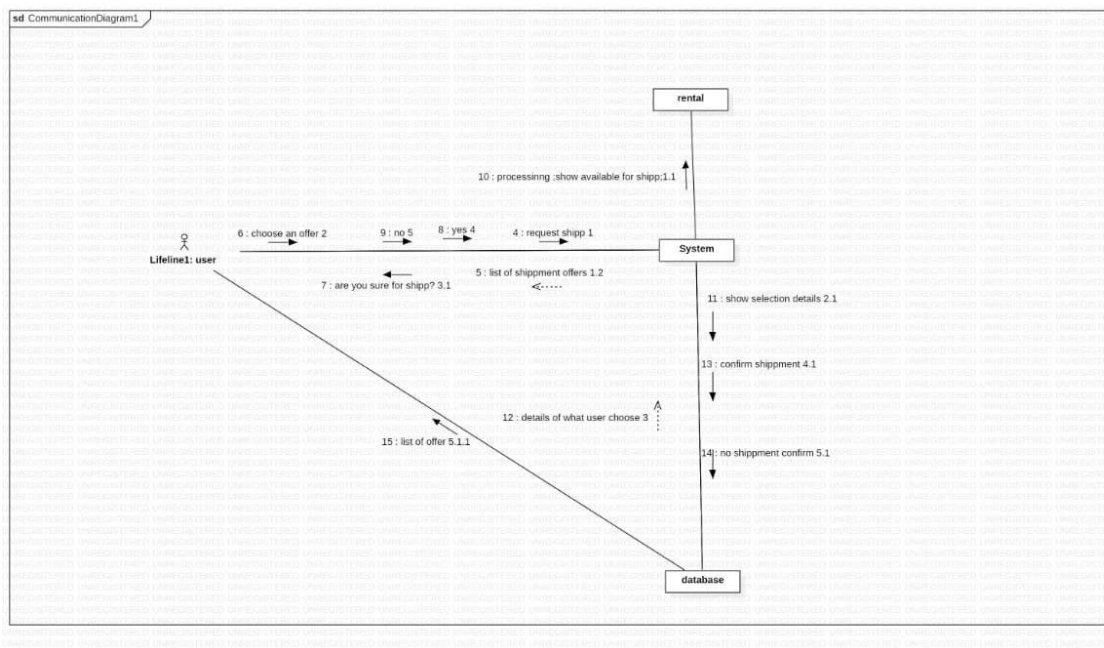 sd CommunicationDiagram1
rental
10 : processinng ;show available for shipp;1.1
6 : choose an offer 2
9 : no 5
8 : yes 4
4 : request shipp 1
Lifeline1: user
System
7 : are you sure for shipp? 3.1
5 : list of shippment offers 1.2
11 : show selection details 2.1
13 : confirm shippment 4.1
12 : details of what user choose 3
15 : list of offer 5.1.1
14 : no shippment confirm 5.1
database